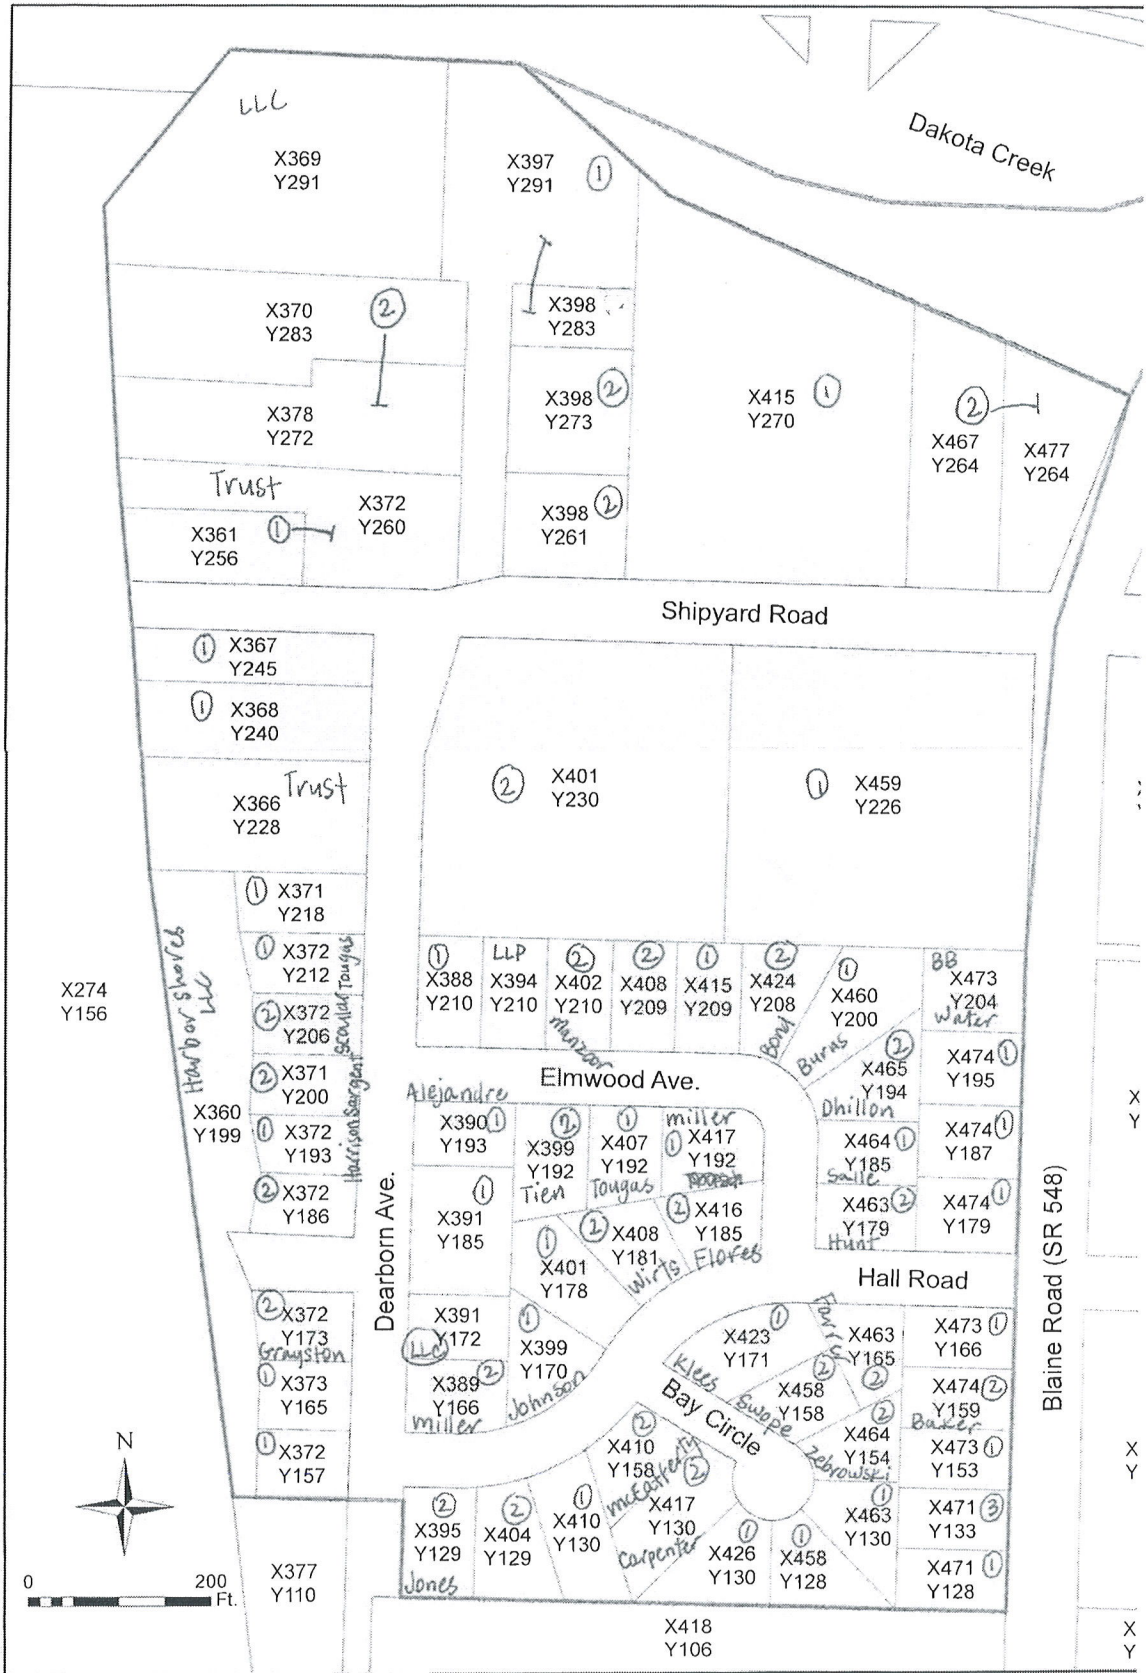 Dakota Creek
LLC
X369
Y291
X397
Y291
1
X370
Y283
2
X398
Y283
X378
Y272
X398
Y273
2
X415
Y270
1
2
X467
Y264
X477
Y264
Trust
X372
Y260
X361
Y256
1
X398
Y261
2
Shipyard Road
1
X367
Y245
1
X368
Y240
Trust
X366
Y228
2
X401
Y230
1
X459
Y226
1
X371
Y218
1
X372
Y212
Tougas
2
X372
Y206
Scaylar
2
X371
Y200
Sargent
1
X372
Y193
Harrison
2
X372
Y186
Harbor Shores
LLC
X360
Y199
X274
Y156
1
X388
Y210
LLP
X394
Y210
2
X402
Y210
Manzoor
2
X408
Y209
1
X415
Y209
2
X424
Y208
Bond
1
X460
Y200
Burns
BB
X473
Y204
Water
2
X465
Y194
Dhillon
X474
Y195
1
X464
Y185
1
Salle
X474
Y187
1
X463
Y179
2
Hunt
X474
Y179
1
Elmwood Ave.
Alejandre
X390
Y193
1
2
X399
Y192
Tien
1
X407
Y192
Tougas
miller
1
X417
Y192
1
X391
Y185
2
X416
Y185
Flores
2
X408
Y181
Wirts
1
X401
Y178
Hall Road
Dearborn Ave.
Blaine Road (SR 548)
X391
Y172
LLC
1
X399
Y170
Johnson
X389
Y166
2
miller
2
X372
Y173
Grayston
1
X373
Y165
1
X372
Y157
1
X423
Y171
Klees
Farris
X463
Y165
2
X473
Y166
1
2
X458
Y158
Swope
X474
Y159
2
Baker
2
X464
Y154
Zebrowski
X473
Y153
1
Bay Circle
2
X410
Y158
2
X417
Y130
Carpenter
1
X463
Y130
X471
Y133
3
2
X395
Y129
Jones
2
X404
Y129
1
X410
Y130
1
X426
Y130
1
X458
Y128
X471
Y128
1
N
0 200
Ft.
X377
Y110
X418
Y106
X
Y
X
Y
X
Y